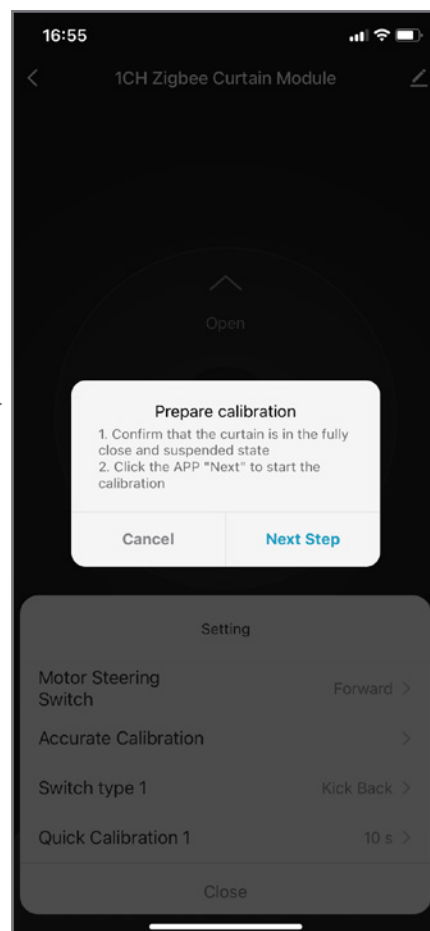 16:55
1CH Zigbee Curtain Module
Open
Prepare calibration
1. Confirm that the curtain is in the fully
close and suspended state
2. Click the APP "Next" to start the
calibration
Cancel Next Step
Setting
Motor Steering
Switch
Forward
Accurate Calibration
Switch type 1 Kick Back
Quick Calibration 1 10 s
Close